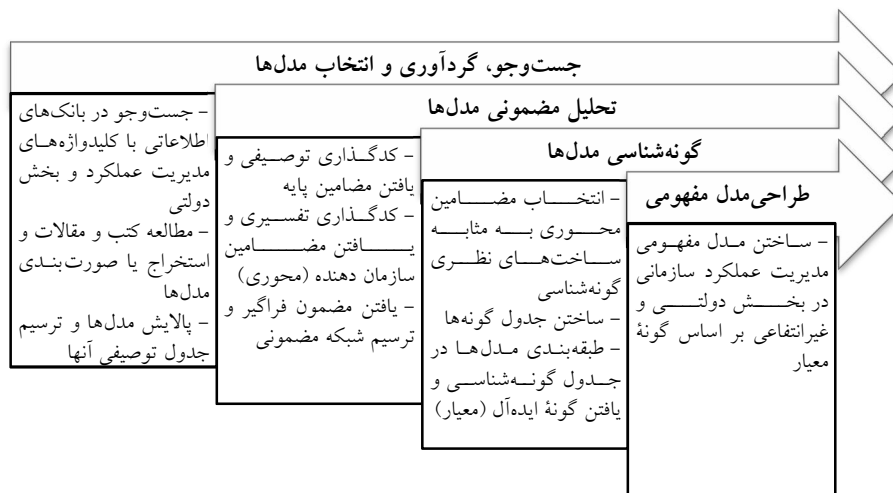 جست‌وجو، گردآوری و انتخاب مدل‌ها
– جست‌وجو در بانک‌های
اطلاعاتی با کلیدواژه‌های
مدیریت عملکرد و بخش
دولتی
– مطالعه کتب و مقالات و
استخراج یا صورت‌بندی
مدل‌ها
– پالایش مدل‌ها و ترسیم
جدول توصیفی آنها
تحلیل مضمونی مدل‌ها
– کدگذاری توصیفی و
یافتن مضامین پایه
– کدگذاری تفسیری و
یافتن مضامین
سازمان دهنده (محوری)
– یافتن مضمون فراگیر و
ترسیم شبکه مضمونی
گونه‌شناسی مدل‌ها
– انتخاب مضامین
محوری به مثابه
ساخت‌های نظری
گونه‌شناسی
– ساختن جدول گونه‌ها
– طبقه‌بندی مدل‌ها در
جدول گونه‌شناسی و
یافتن گونهٔ ایده‌آل (معیار)
طراحی‌مدل مفهومی
– ساختن مدل مفهومی
مدیریت عملکرد سازمانی
در بخش دولتی و
غیرانتفاعی بر اساس گونهٔ
معیار